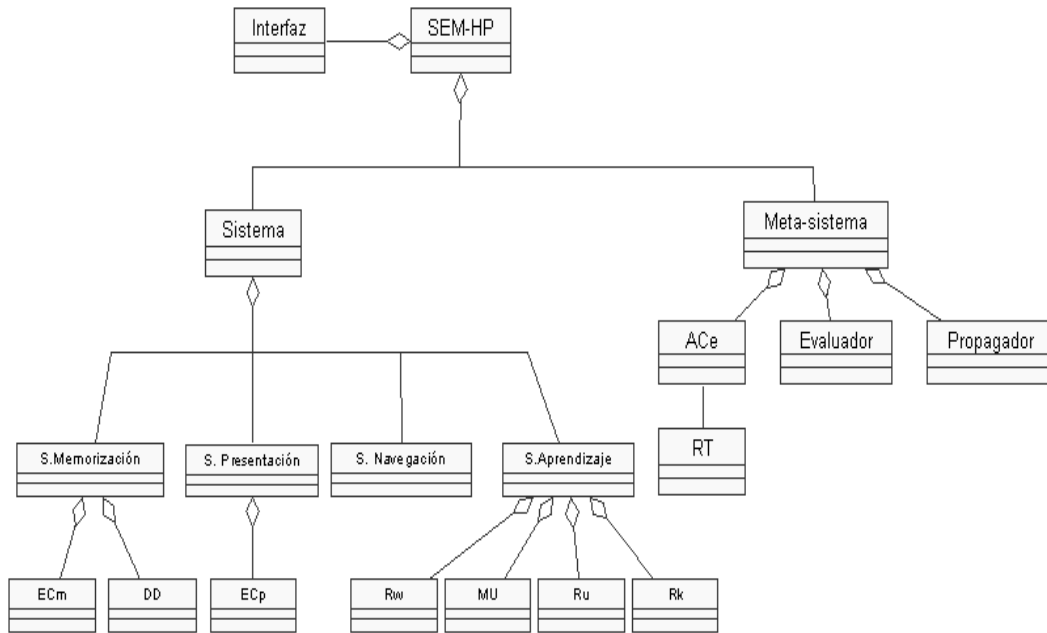 Interfaz
SEM-HP
Sistema
Meta-sistema
ACe
Evaluador
Propagador
RT
S.Memorización
S. Presentación
S. Navegación
S.Aprendizaje
ECm
DD
ECp
Rw
MU
Ru
Rk